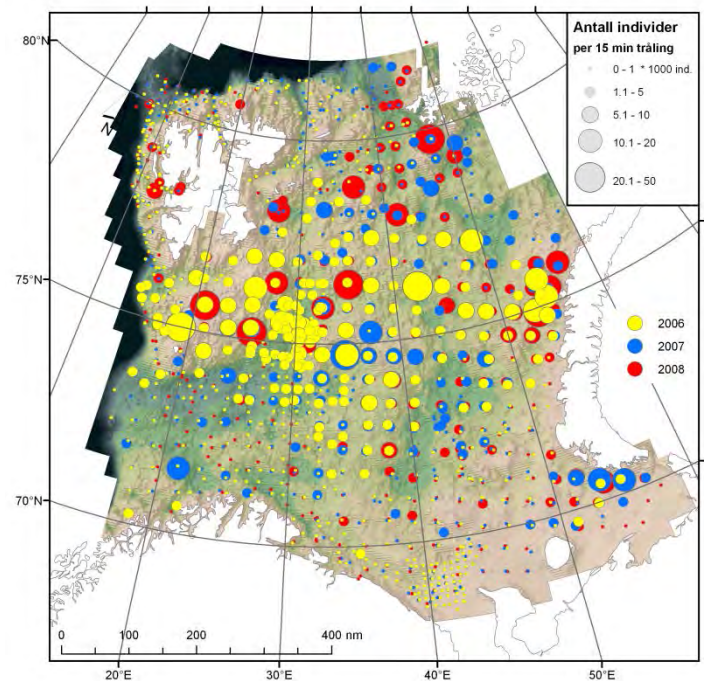 Antall individer
per 15 min tråling
0 - 1 * 1000 ind.
1.1 - 5
5.1 - 10
10.1 - 20
20.1 - 50
80°N
N
75°N
2006
2007
2008
70°N
0 100 200 400 nm
20°E 30°E 40°E 50°E